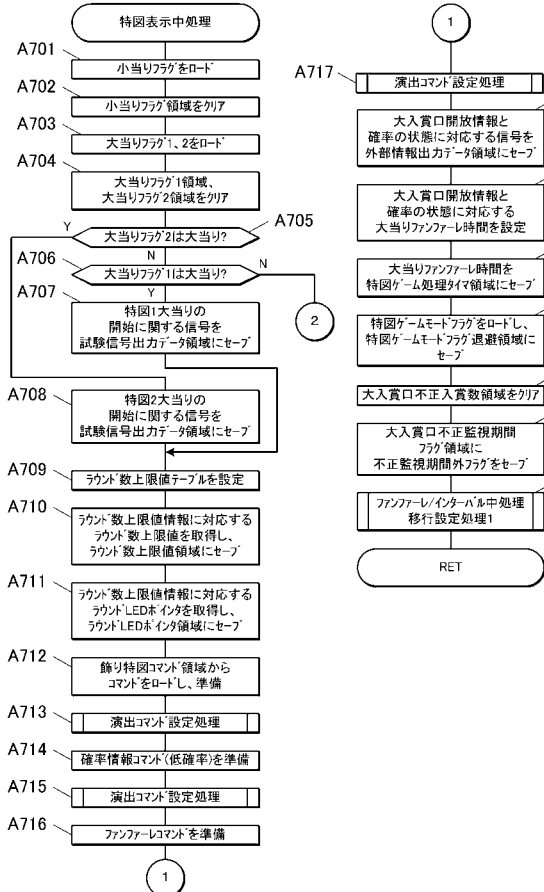 特図表示中処理
A701
小当りフラグをロード
A702
小当りフラグ領域をクリア
A703
大当りフラグ1、2をロード
A704
大当りフラグ1領域、
大当りフラグ2領域をクリア
A705
Y
大当りフラグ2は大当り?
N
A706
大当りフラグ1は大当り?
N
Y
2
A707
特図1大当りの
開始に関する信号を
試験信号出力データ領域にセーブ
A708
特図2大当りの
開始に関する信号を
試験信号出力データ領域にセーブ
A709
ラウンド数上限値テーブルを設定
A710
ラウンド数上限値情報に対応する
ラウンド数上限値を取得し、
ラウンド数上限値領域にセーブ
A711
ラウンド数上限値情報に対応する
ラウンドLEDポインタを取得し、
ラウンドLEDポインタ領域にセーブ
A712
飾り特図コマンド領域から
コマンドをロードし、準備
A713
演出コマンド設定処理
A714
確率情報コマンド(低確率)を準備
A715
演出コマンド設定処理
A716
ファンファーレコマンドを準備
1
1
A717
演出コマンド設定処理
大入賞口開放情報と
確率の状態に対応する信号を
外部情報出力データ領域にセーブ
大入賞口開放情報と
確率の状態に対応する
大当りファンファーレ時間を設定
大当りファンファーレ時間を
特図ゲーム処理タイマ領域にセーブ
特図ゲームモードフラグをロードし、
特図ゲームモードフラグ退避領域に
セーブ
大入賞口不正入賞数領域をクリア
大入賞口不正監視期間
フラグ領域に
不正監視期間外フラグをセーブ
ファンファーレ/インターバル中処理
移行設定処理1
RET